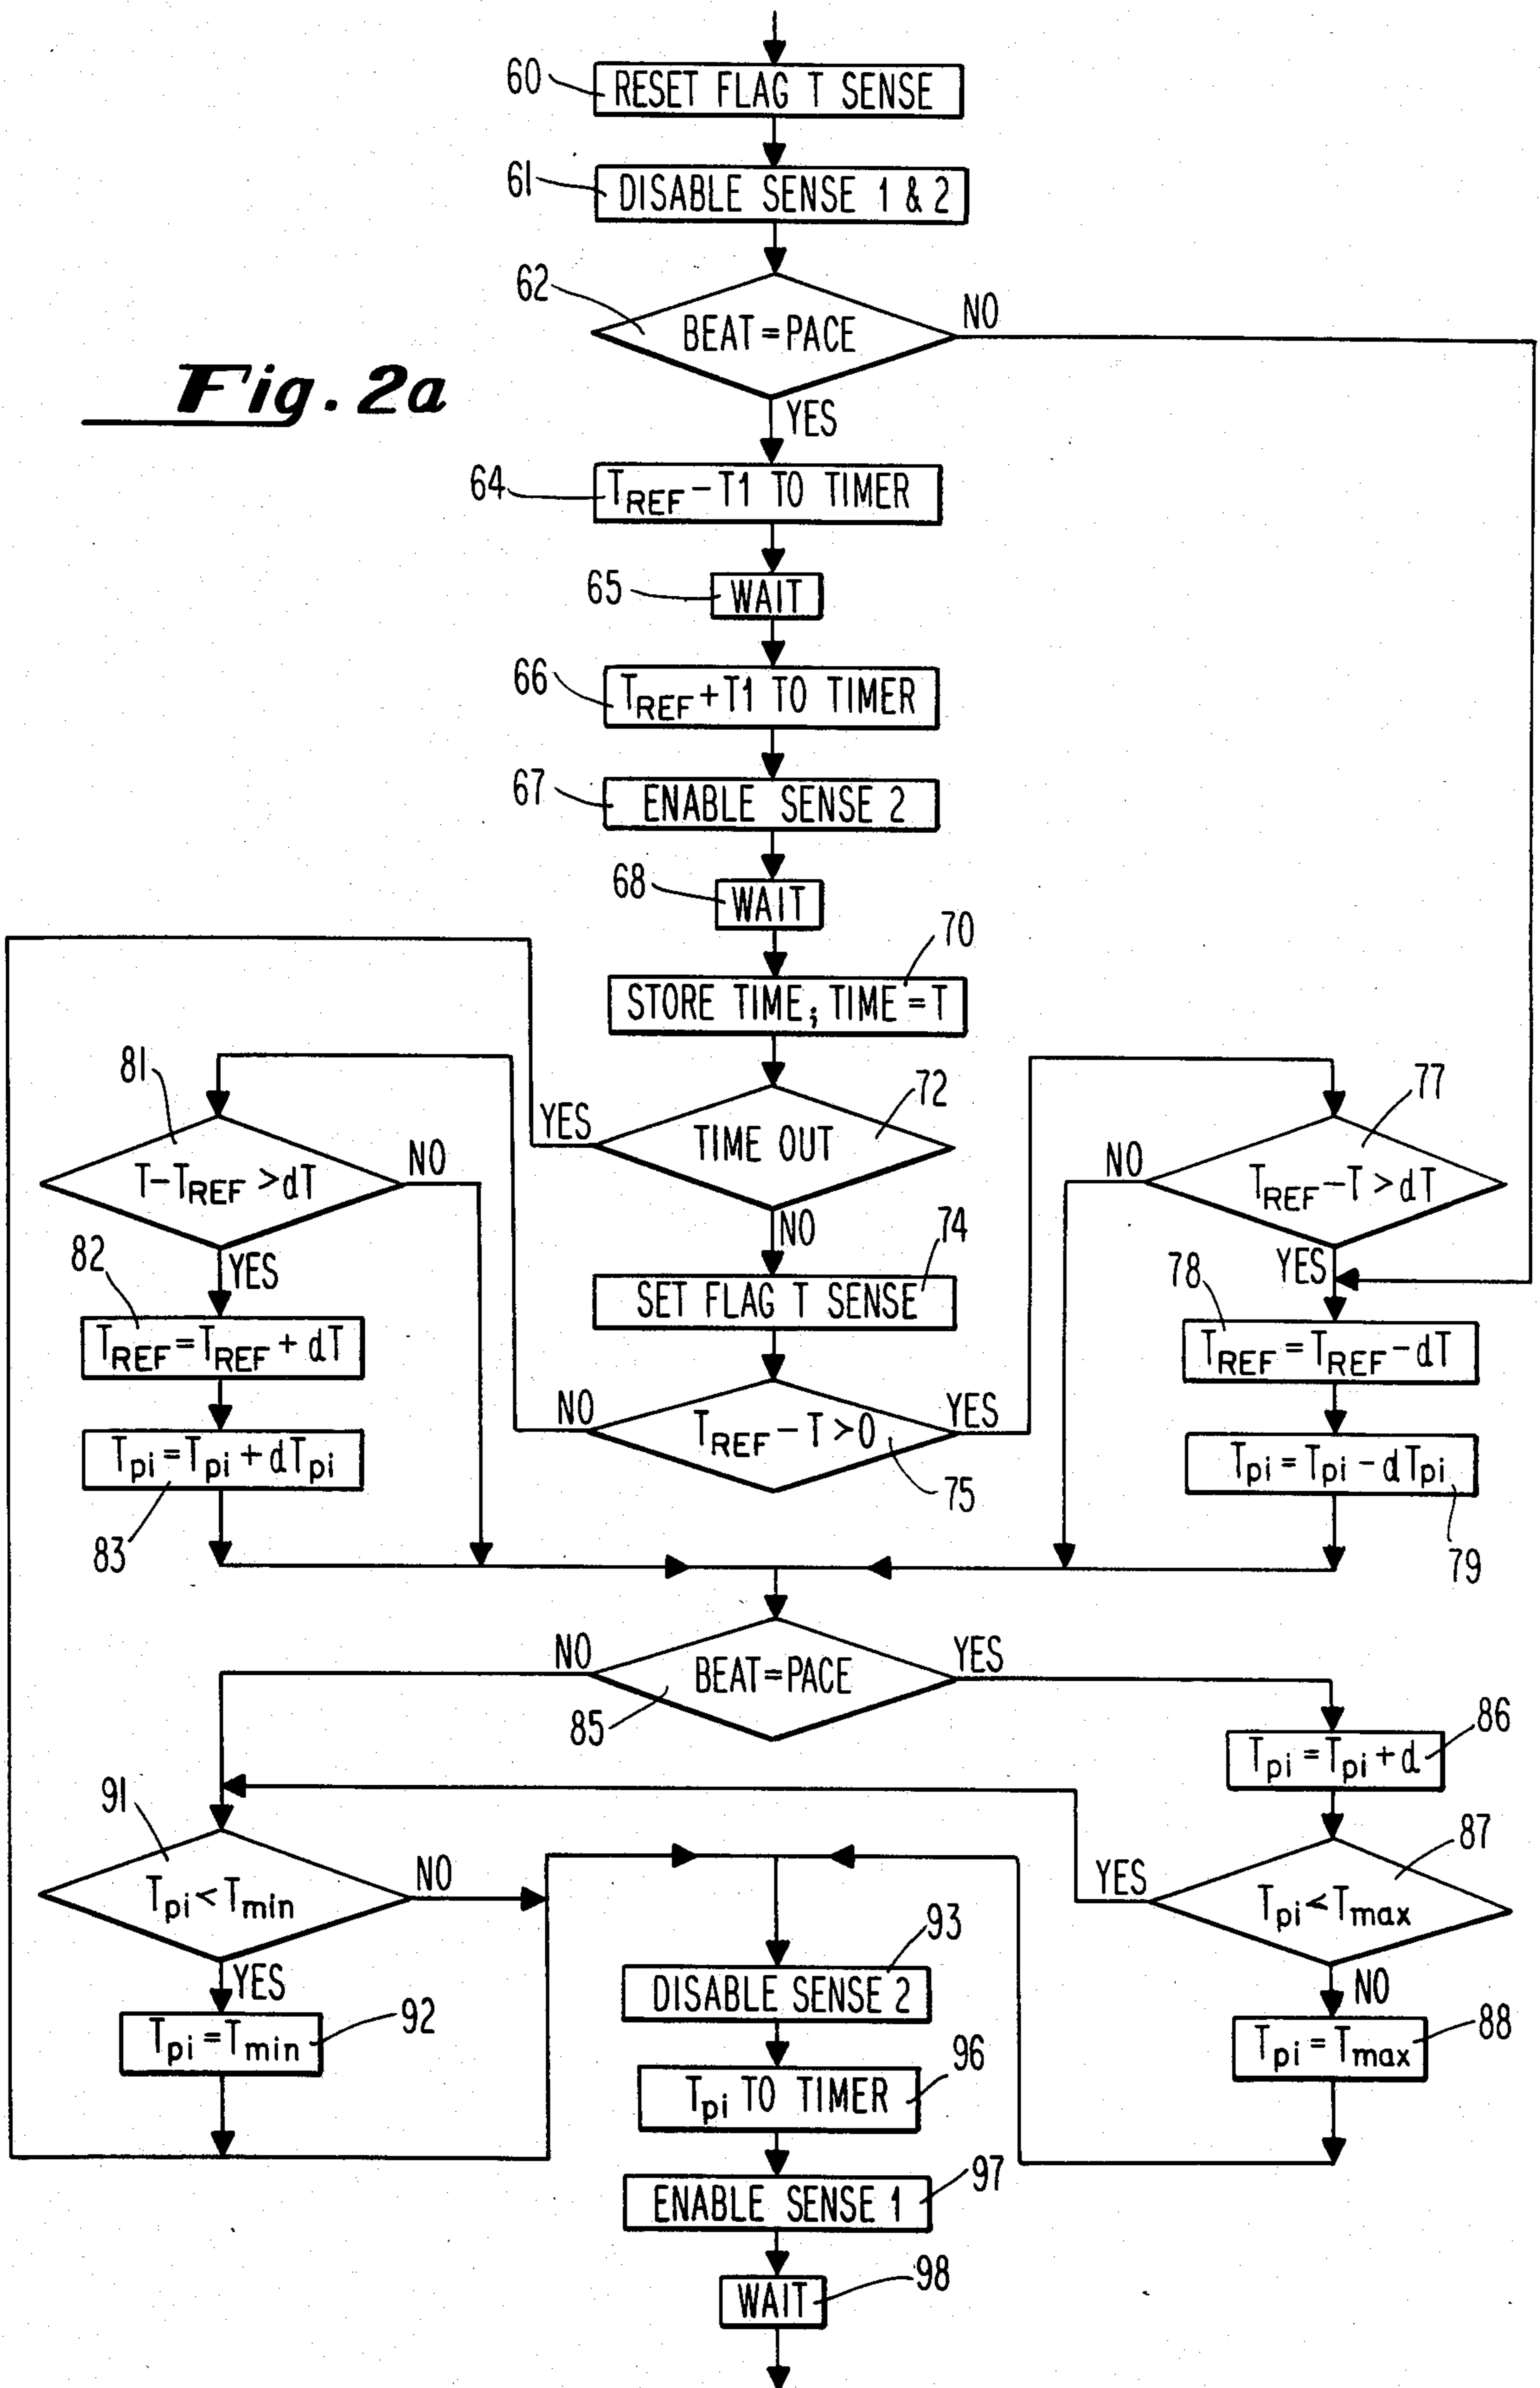 60 RESET FLAG T SENSE
61 DISABLE SENSE 1 & 2
62 BEAT = PACE
NO
YES
Fig. 2a
64 TREF – T1 TO TIMER
65 WAIT
66 TREF + T1 TO TIMER
67 ENABLE SENSE 2
68 WAIT
70
STORE TIME; TIME = T
72
YES TIME OUT
NO
81
T – TREF > dT NO
YES
82
TREF = TREF + dT
Tpi = Tpi + dTpi
83
74
SET FLAG T SENSE
NO TREF – T > 0 YES
75
77
NO TREF – T > dT
YES
78
TREF = TREF – dT
Tpi = Tpi – dTpi
79
NO BEAT = PACE YES
85
86
Tpi = Tpi + d
87
YES Tpi < Tmax
NO
88
Tpi = Tmax
91
Tpi < Tmin NO
YES
92
Tpi = Tmin
93
DISABLE SENSE 2
96
Tpi TO TIMER
97
ENABLE SENSE 1
98
WAIT